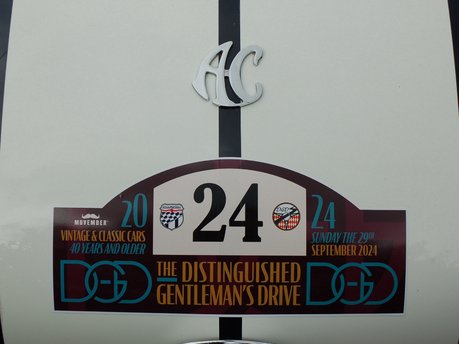 AC
20
24
24
MOVEMBER
VINTAGE & CLASSIC CARS
40 YEARS AND OLDER
SUNDAY THE 29TH
SEPTEMBER 2024
DGD
THE DISTINGUISHED
GENTLEMAN'S DRIVE
DGD